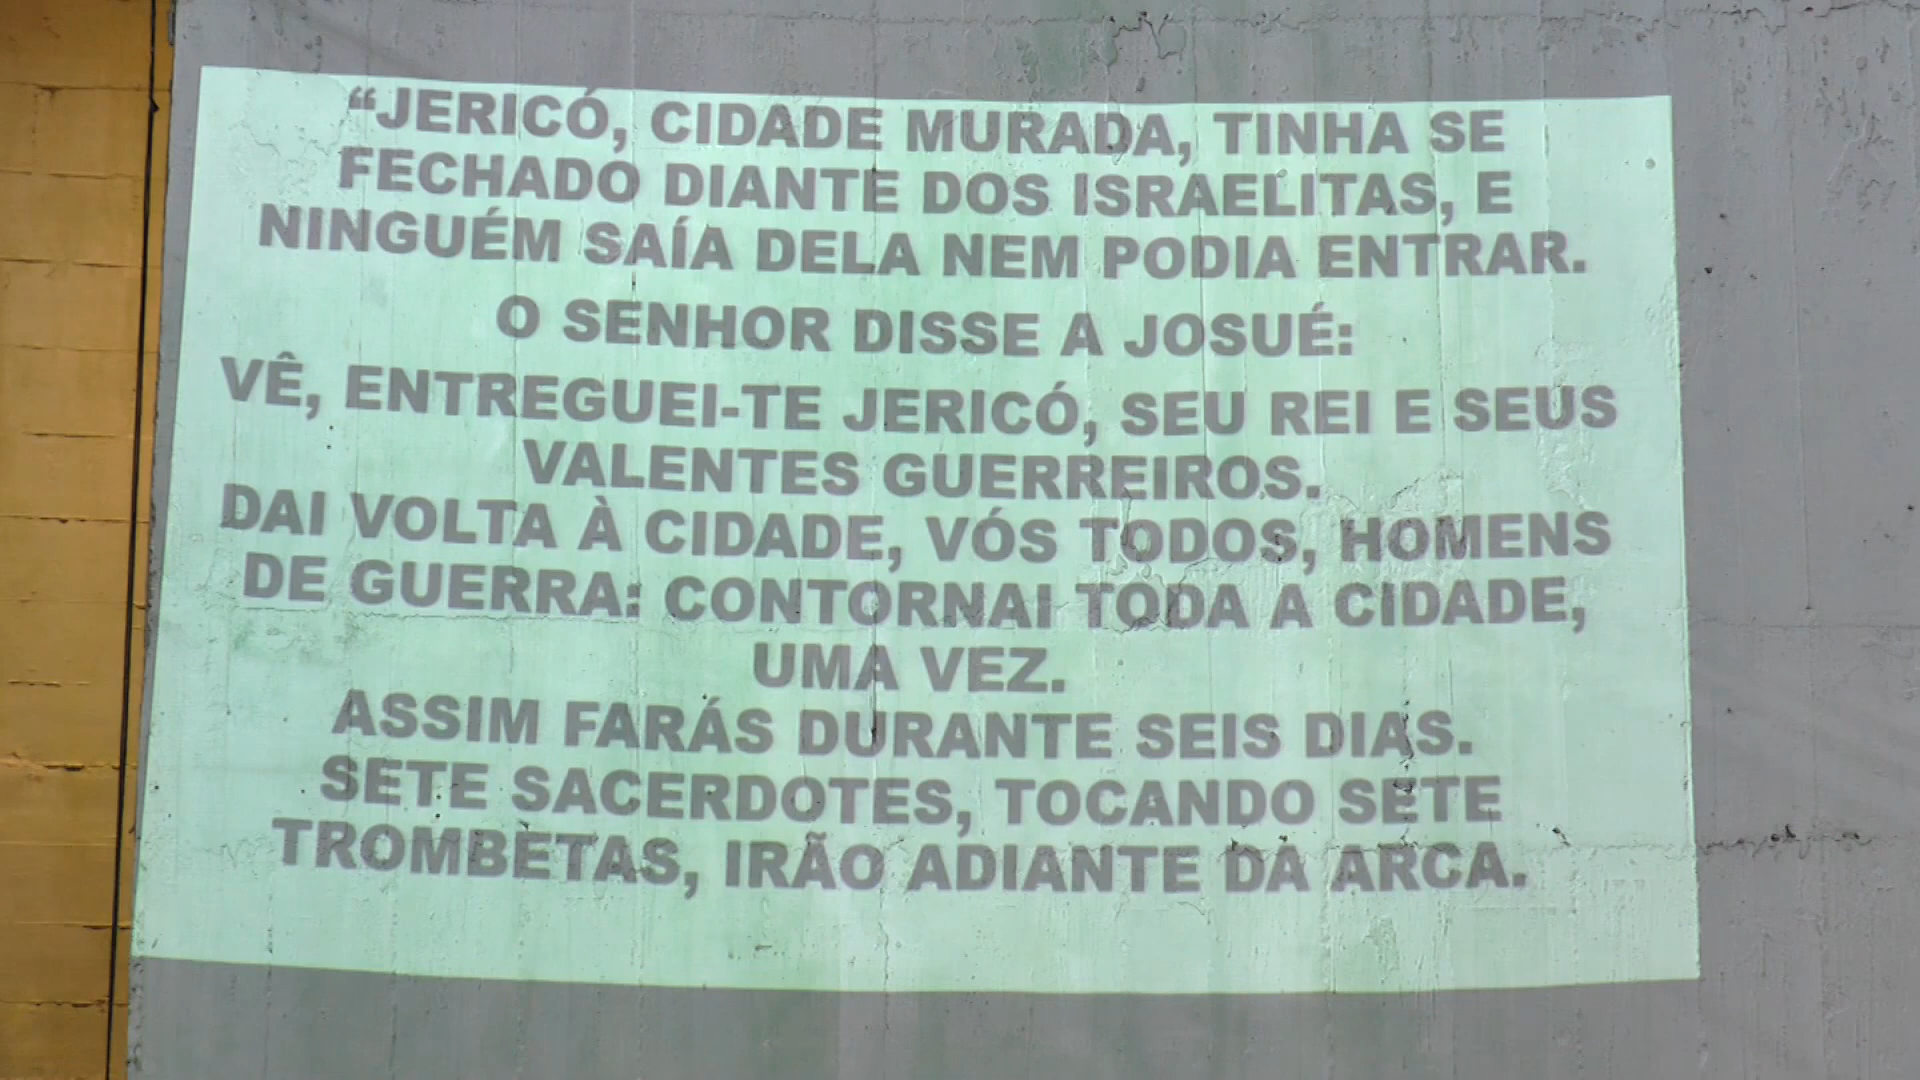 “JERICÓ, CIDADE MURADA, TINHA SE
FECHADO DIANTE DOS ISRAELITAS, E
NINGUÉM SAÍA DELA NEM PODIA ENTRAR.
O SENHOR DISSE A JOSUÉ:
VÊ, ENTREGUEI-TE JERICÓ, SEU REI E SEUS
VALENTES GUERREIROS.
DAI VOLTA À CIDADE, VÓS TODOS, HOMENS
DE GUERRA: CONTORNAI TODA A CIDADE,
UMA VEZ.
ASSIM FARÁS DURANTE SEIS DIAS.
SETE SACERDOTES, TOCANDO SETE
TROMBETAS, IRÃO ADIANTE DA ARCA.